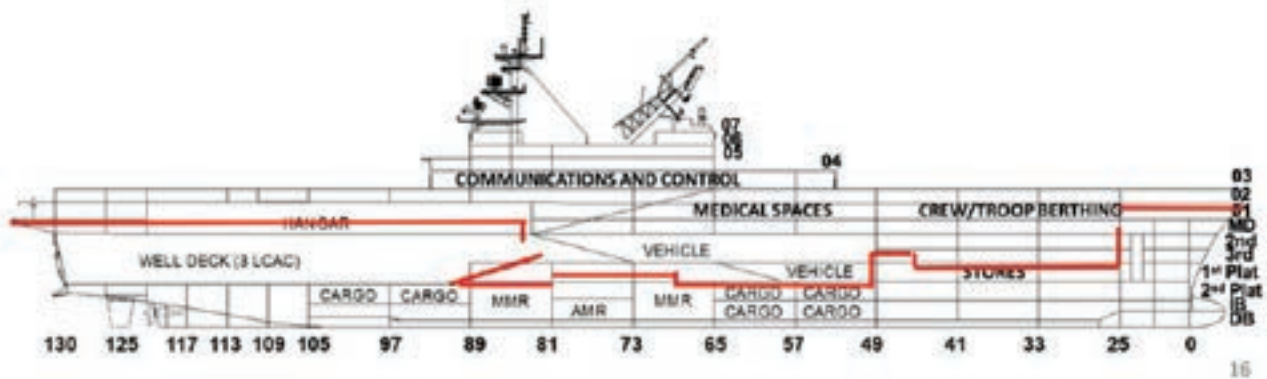 07
06
05
04
COMMUNICATIONS AND CONTROL
03
02
HANGAR
MEDICAL SPACES
CREW/TROOP BERTHING
01
MD
WELL DECK (3 LCAC)
VEHICLE
2nd
3rd
VEHICLE
STORES
1st Plat
CARGO
CARGO
MMR
MMR
CARGO
CARGO
2nd Plat
AMR
CARGO
CARGO
IB
DB
130 125 117 113 109 105 97 89 81 73 65 57 49 41 33 25 0
16